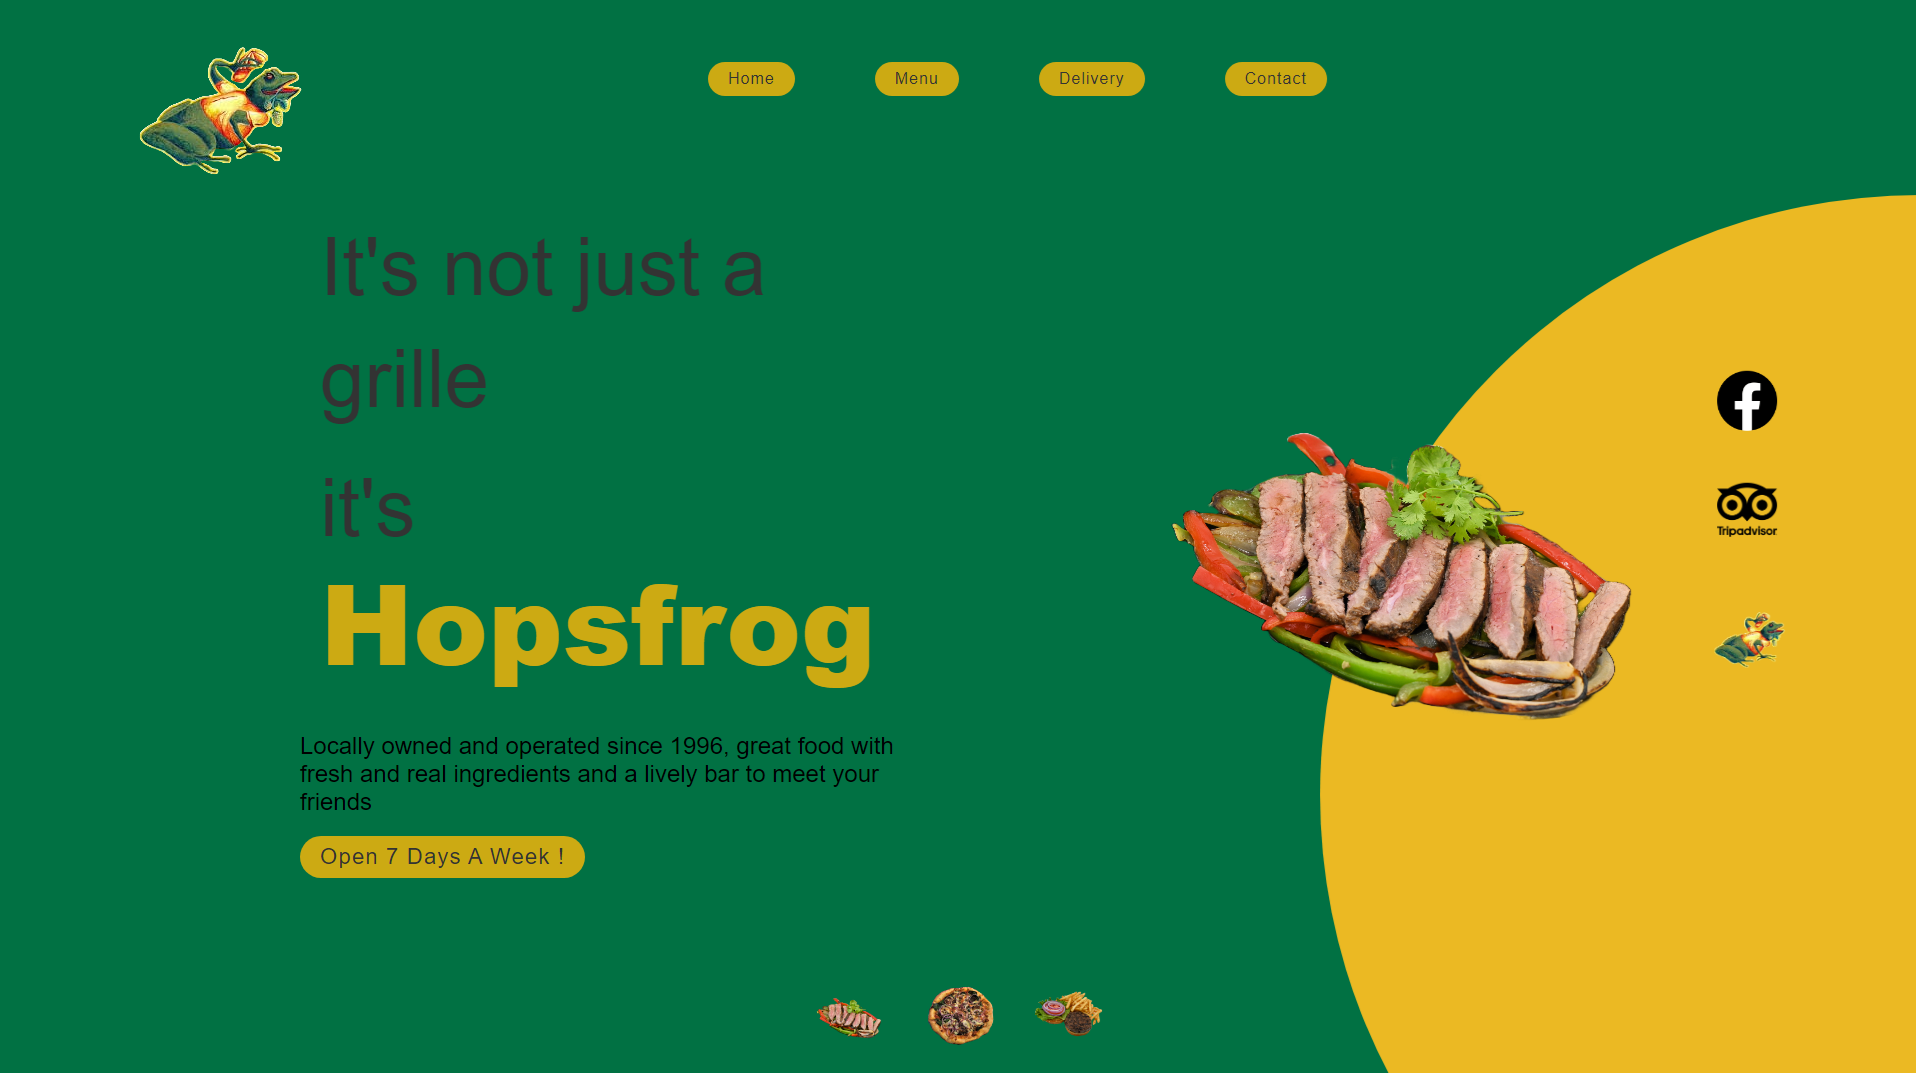 Home
Menu
Delivery
Contact
It's not just a
grille
it's
Hopsfrog
Locally owned and operated since 1996, great food with
fresh and real ingredients and a lively bar to meet your
friends
Open 7 Days A Week !
Tripadvisor